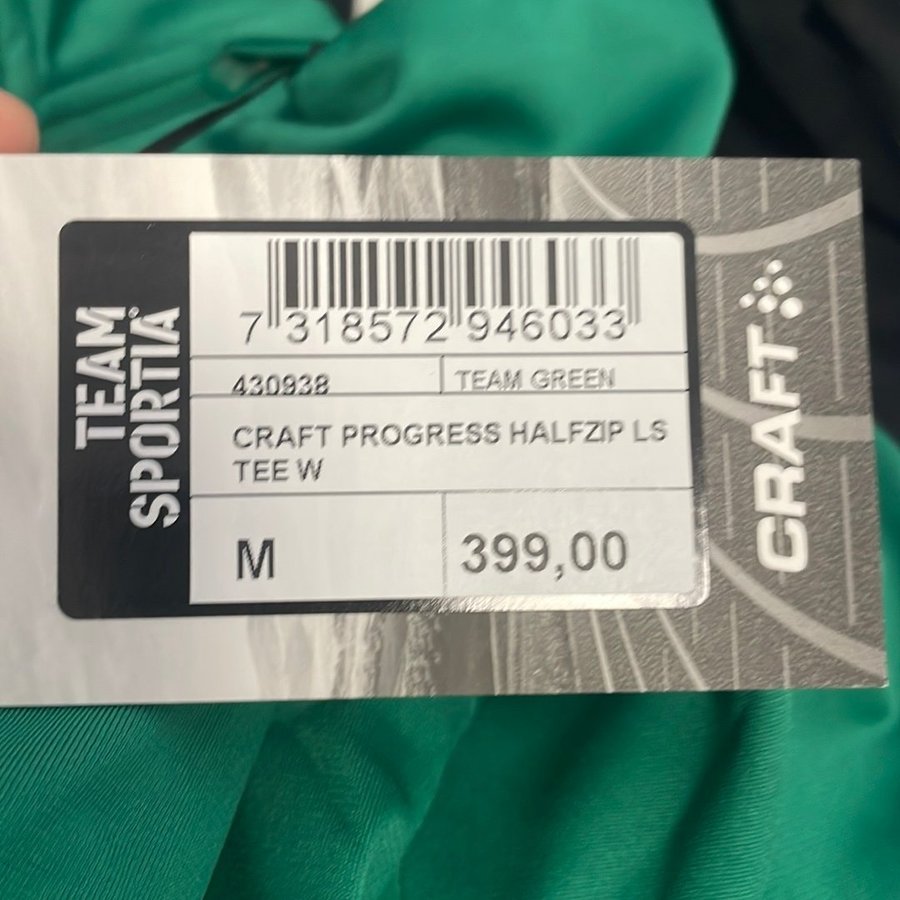 TEAM
SPORTIA
7 318572 946033
430938
TEAM GREEN
CRAFT PROGRESS HALFZIP LS
TEE W
M
399,00
CRAFT